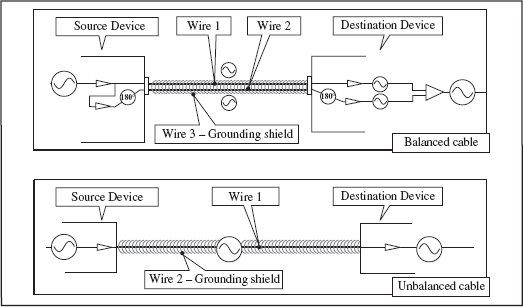 Source Device
Wire 1
Wire 2
Destination Device
180°
180°
Wire 3 – Grounding shield
Balanced cable
Source Device
Wire 1
Destination Device
Wire 2 – Grounding shield
Unbalanced cable